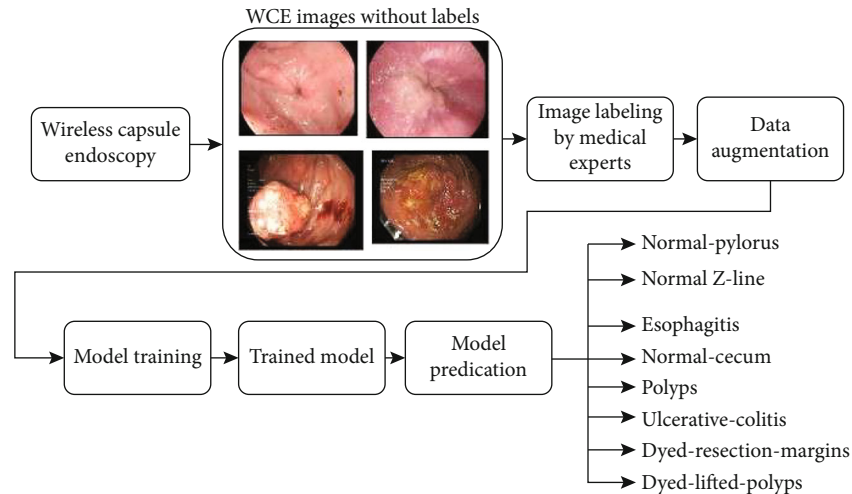 WCE images without labels
Wireless capsule
endoscopy
Image labeling
by medical
experts
Data
augmentation
Model training
Trained model
Model
predication
Normal-pylorus
Normal Z-line
Esophagitis
Normal-cecum
Polyps
Ulcerative-colitis
Dyed-resection-margins
Dyed-lifted-polyps